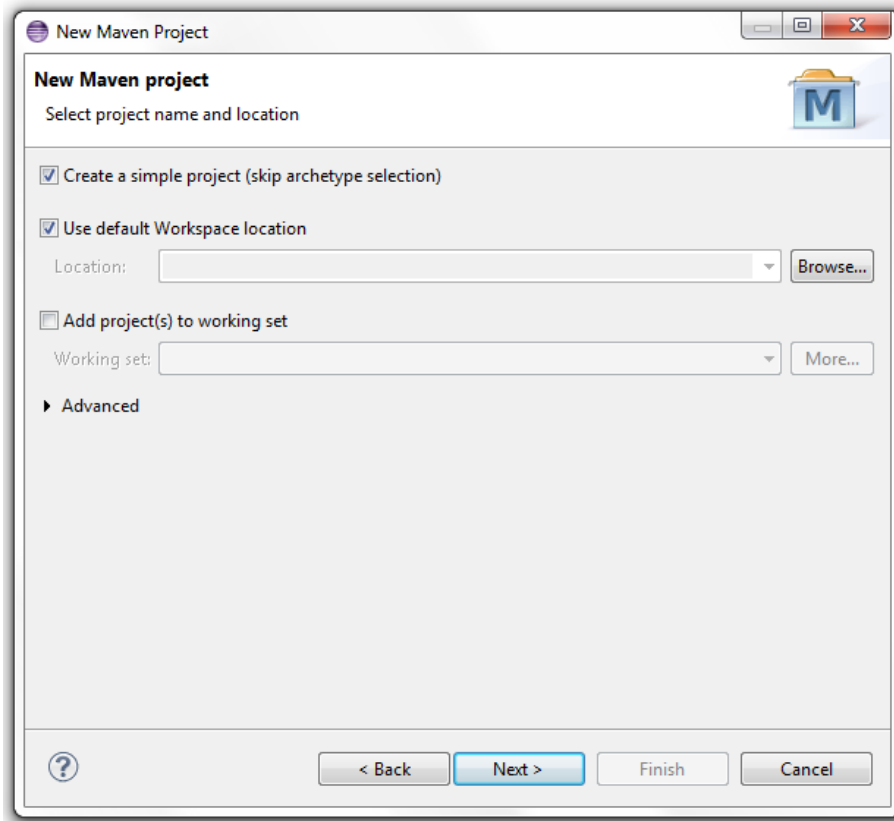 New Maven Project
New Maven project
Select project name and location
M
Create a simple project (skip archetype selection)
Use default Workspace location
Location: Browse...
Add project(s) to working set
Working set: More...
Advanced
? < Back Next > Finish Cancel